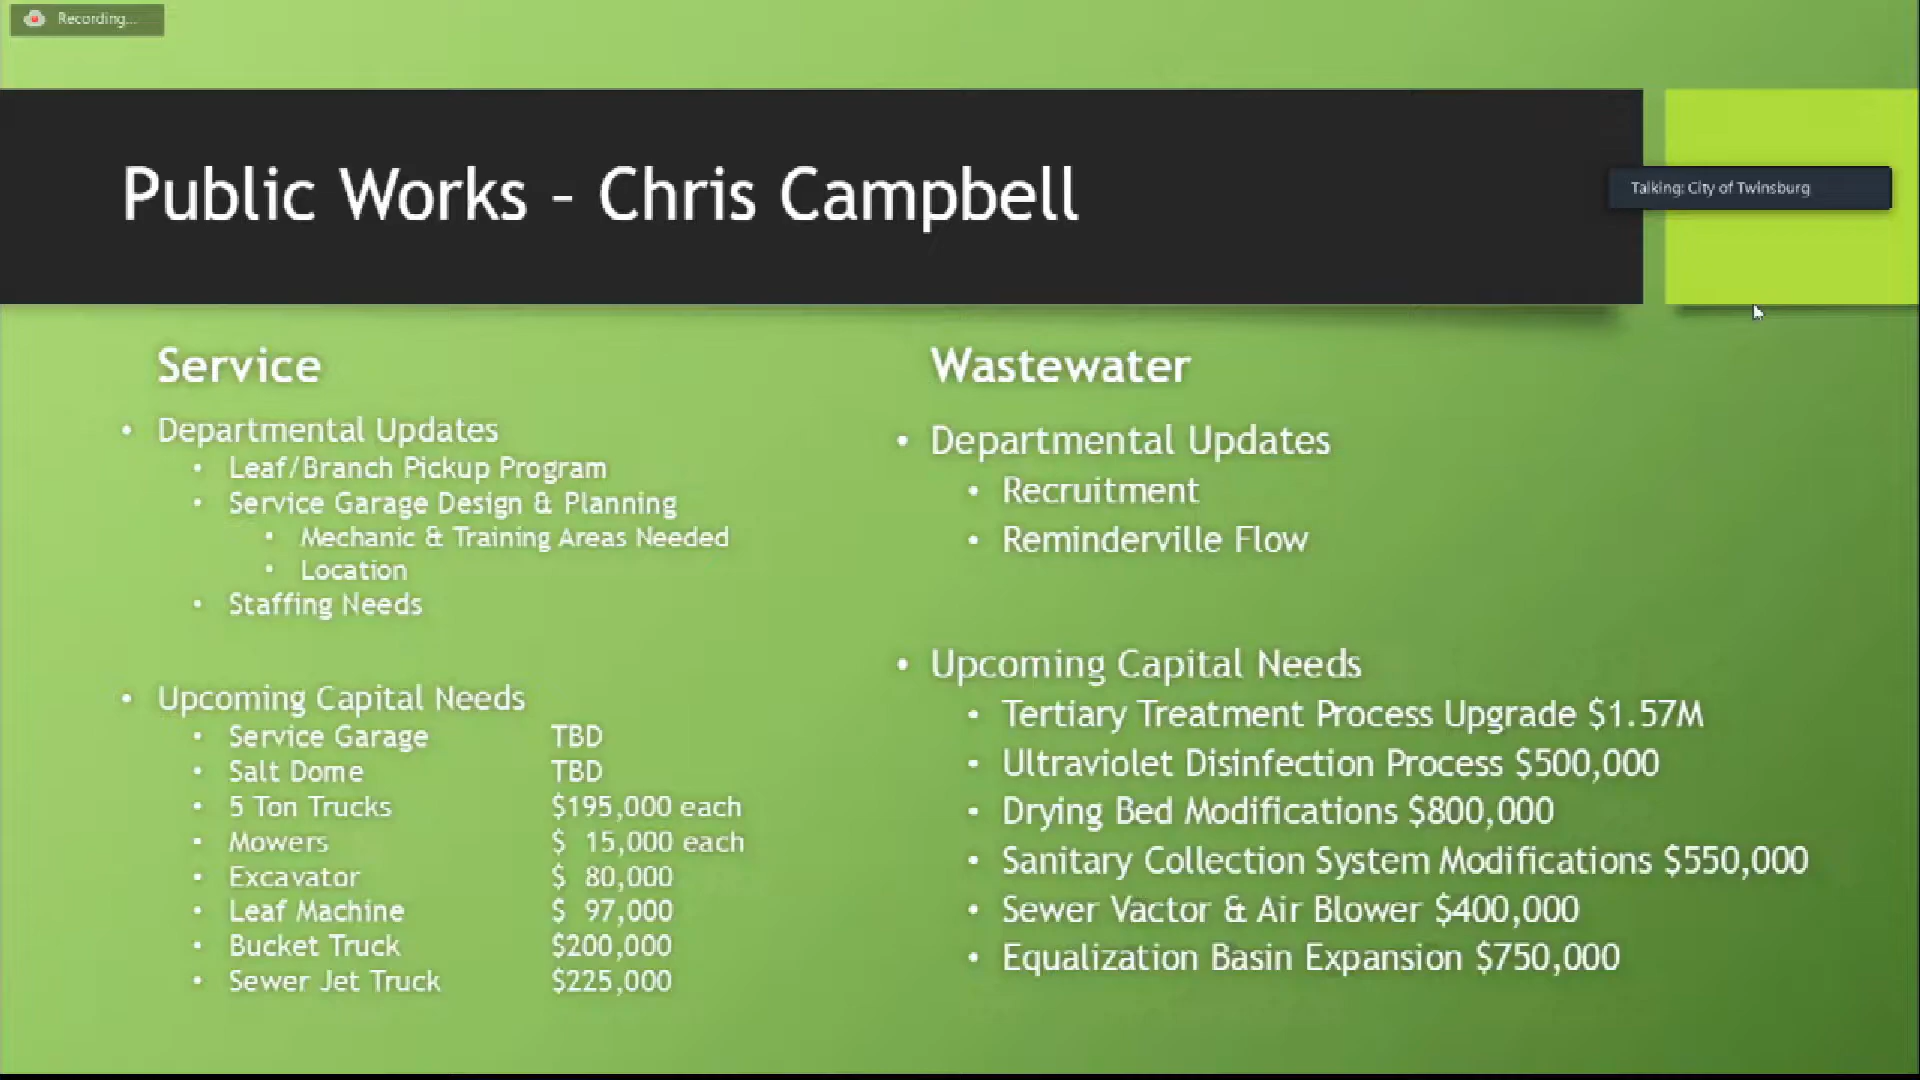 Recording...
Public Works – Chris Campbell
Talking: City of Twinsburg
Service
• Departmental Updates
• Leaf/Branch Pickup Program
• Service Garage Design & Planning
• Mechanic & Training Areas Needed
• Location
• Staffing Needs
• Upcoming Capital Needs
• Service Garage TBD
• Salt Dome TBD
• 5 Ton Trucks $195,000 each
• Mowers $ 15,000 each
• Excavator $ 80,000
• Leaf Machine $ 97,000
• Bucket Truck $200,000
• Sewer Jet Truck $225,000
Wastewater
• Departmental Updates
• Recruitment
• Reminderville Flow
• Upcoming Capital Needs
• Tertiary Treatment Process Upgrade $1.57M
• Ultraviolet Disinfection Process $500,000
• Drying Bed Modifications $800,000
• Sanitary Collection System Modifications $550,000
• Sewer Vactor & Air Blower $400,000
• Equalization Basin Expansion $750,000